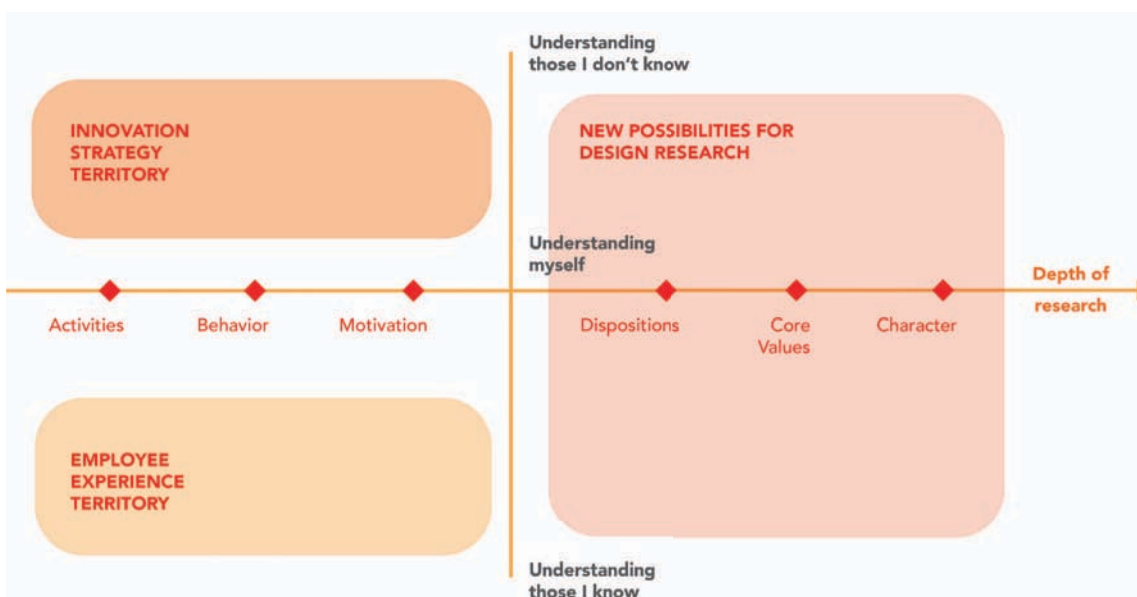 Understanding
those I don't know
INNOVATION
STRATEGY
TERRITORY
NEW POSSIBILITIES FOR
DESIGN RESEARCH
Understanding
myself
Depth of
research
Activities
Behavior
Motivation
Dispositions
Core
Values
Character
EMPLOYEE
EXPERIENCE
TERRITORY
Understanding
those I know